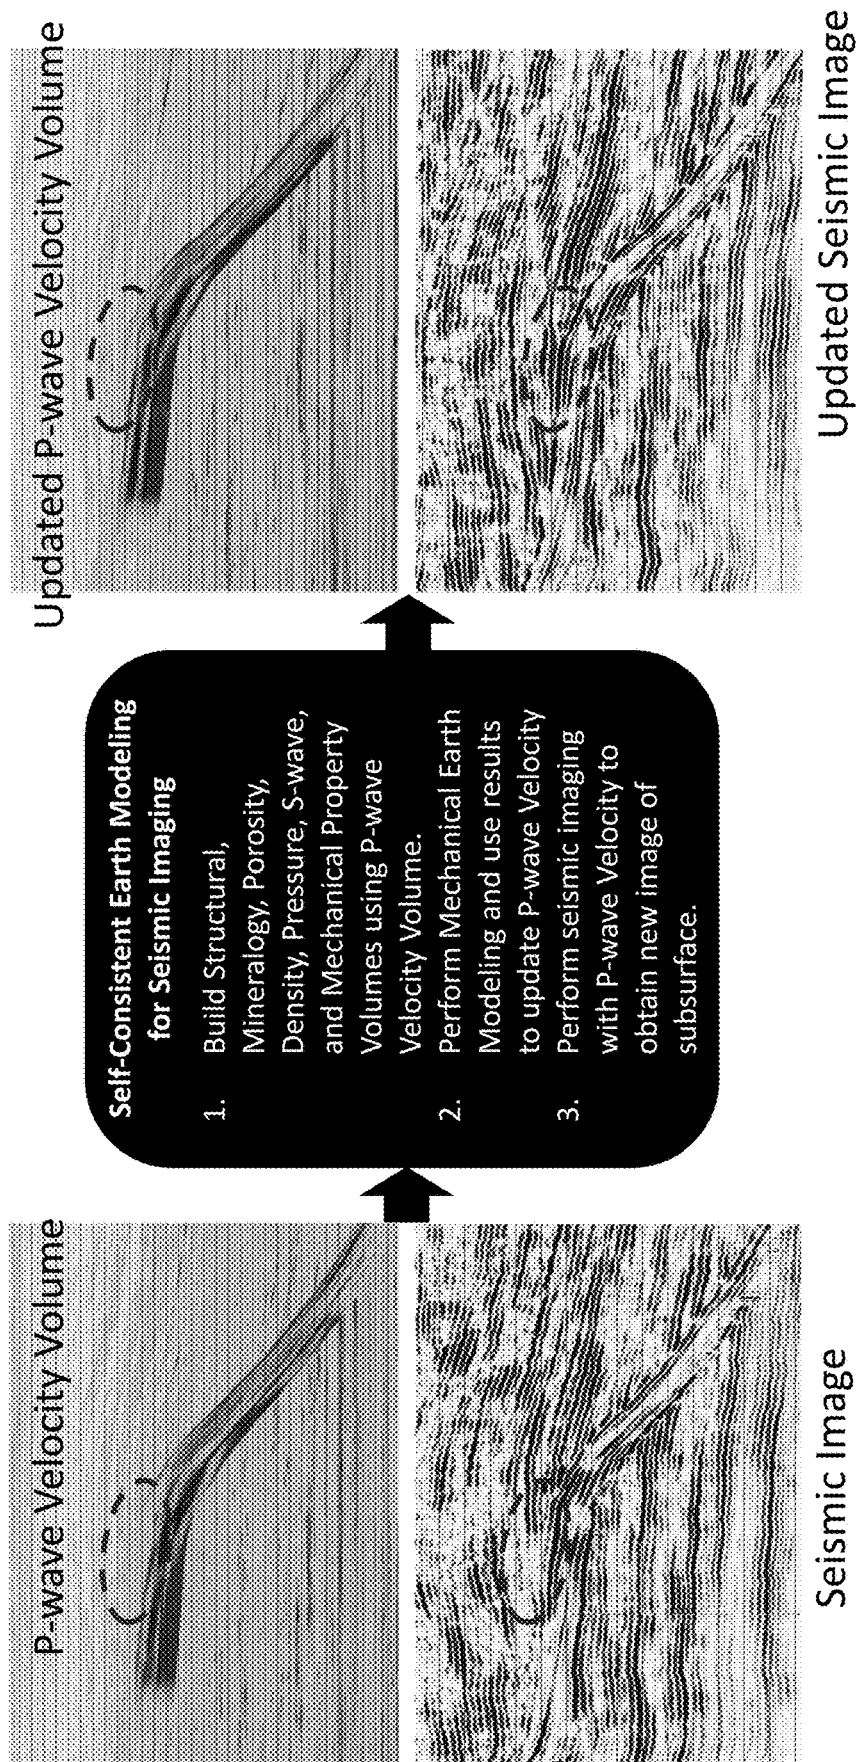 P-wave Velocity Volume
Seismic Image
Self-Consistent Earth Modeling
for Seismic Imaging
1. Build Structural,
Mineralogy, Porosity,
Density, Pressure, S-wave,
and Mechanical Property
Volumes using P-wave
Velocity Volume.
2. Perform Mechanical Earth
Modeling and use results
to update P-wave Velocity
3. Perform seismic imaging
with P-wave Velocity to
obtain new image of
subsurface.
Updated P-wave Velocity Volume
Updated Seismic Image